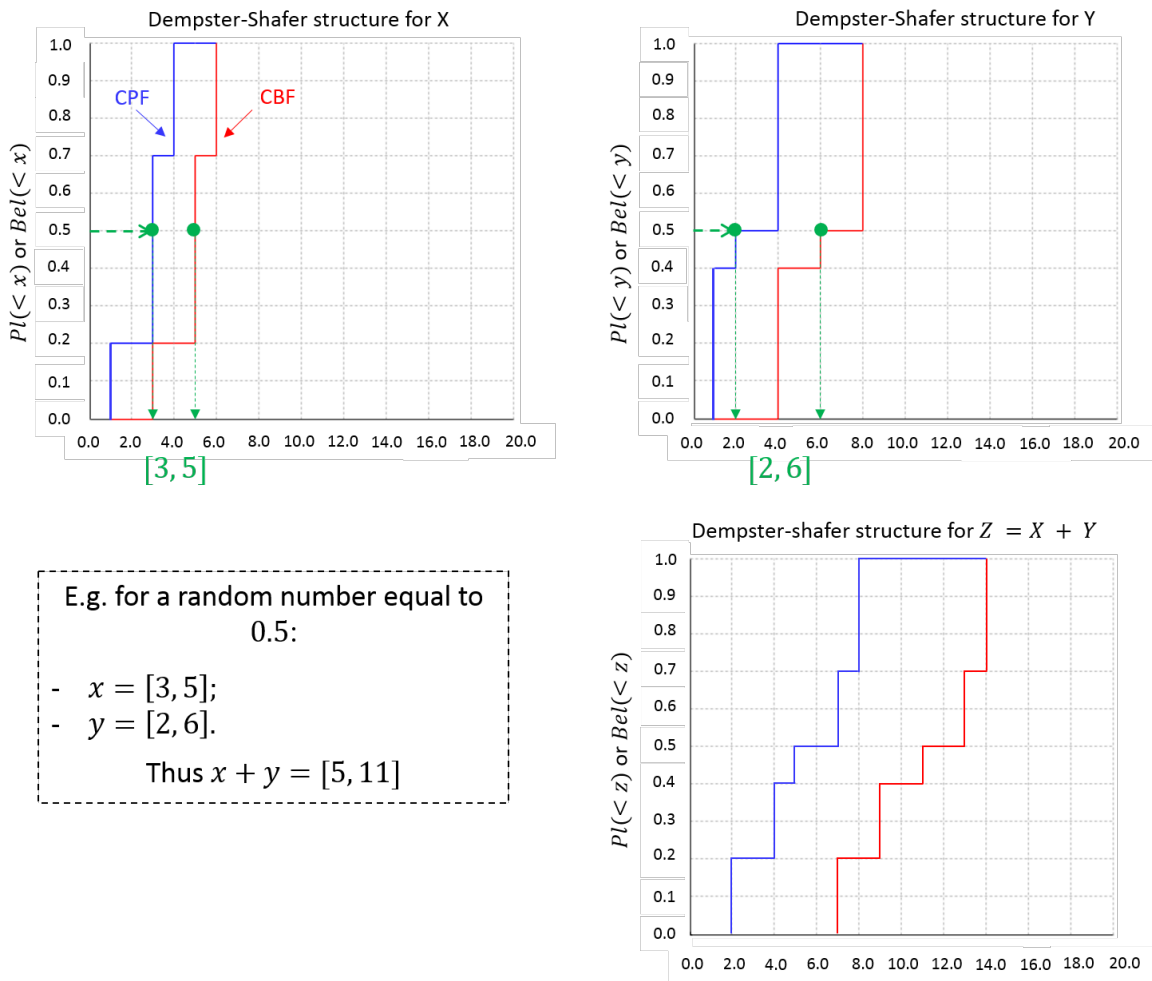 Dempster-Shafer structure for X
1.0
0.9
0.8
0.7
0.6
0.5
0.4
0.3
0.2
0.1
0.0
Pl(< x) or Bel(< x)
CPF
CBF
0.0 2.0 4.0 6.0 8.0 10.0 12.0 14.0 16.0 18.0 20.0
[3, 5]
Dempster-Shafer structure for Y
1.0
0.9
0.8
0.7
0.6
0.5
0.4
0.3
0.2
0.1
0.0
Pl(< y) or Bel(< y)
0.0 2.0 4.0 6.0 8.0 10.0 12.0 14.0 16.0 18.0 20.0
[2, 6]
E.g. for a random number equal to
0.5:
- x = [3, 5];
- y = [2, 6].
Thus x + y = [5, 11]
Dempster-shafer structure for Z = X + Y
1.0
0.9
0.8
0.7
0.6
0.5
0.4
0.3
0.2
0.1
0.0
Pl(< z) or Bel(< z)
0.0 2.0 4.0 6.0 8.0 10.0 12.0 14.0 16.0 18.0 20.0